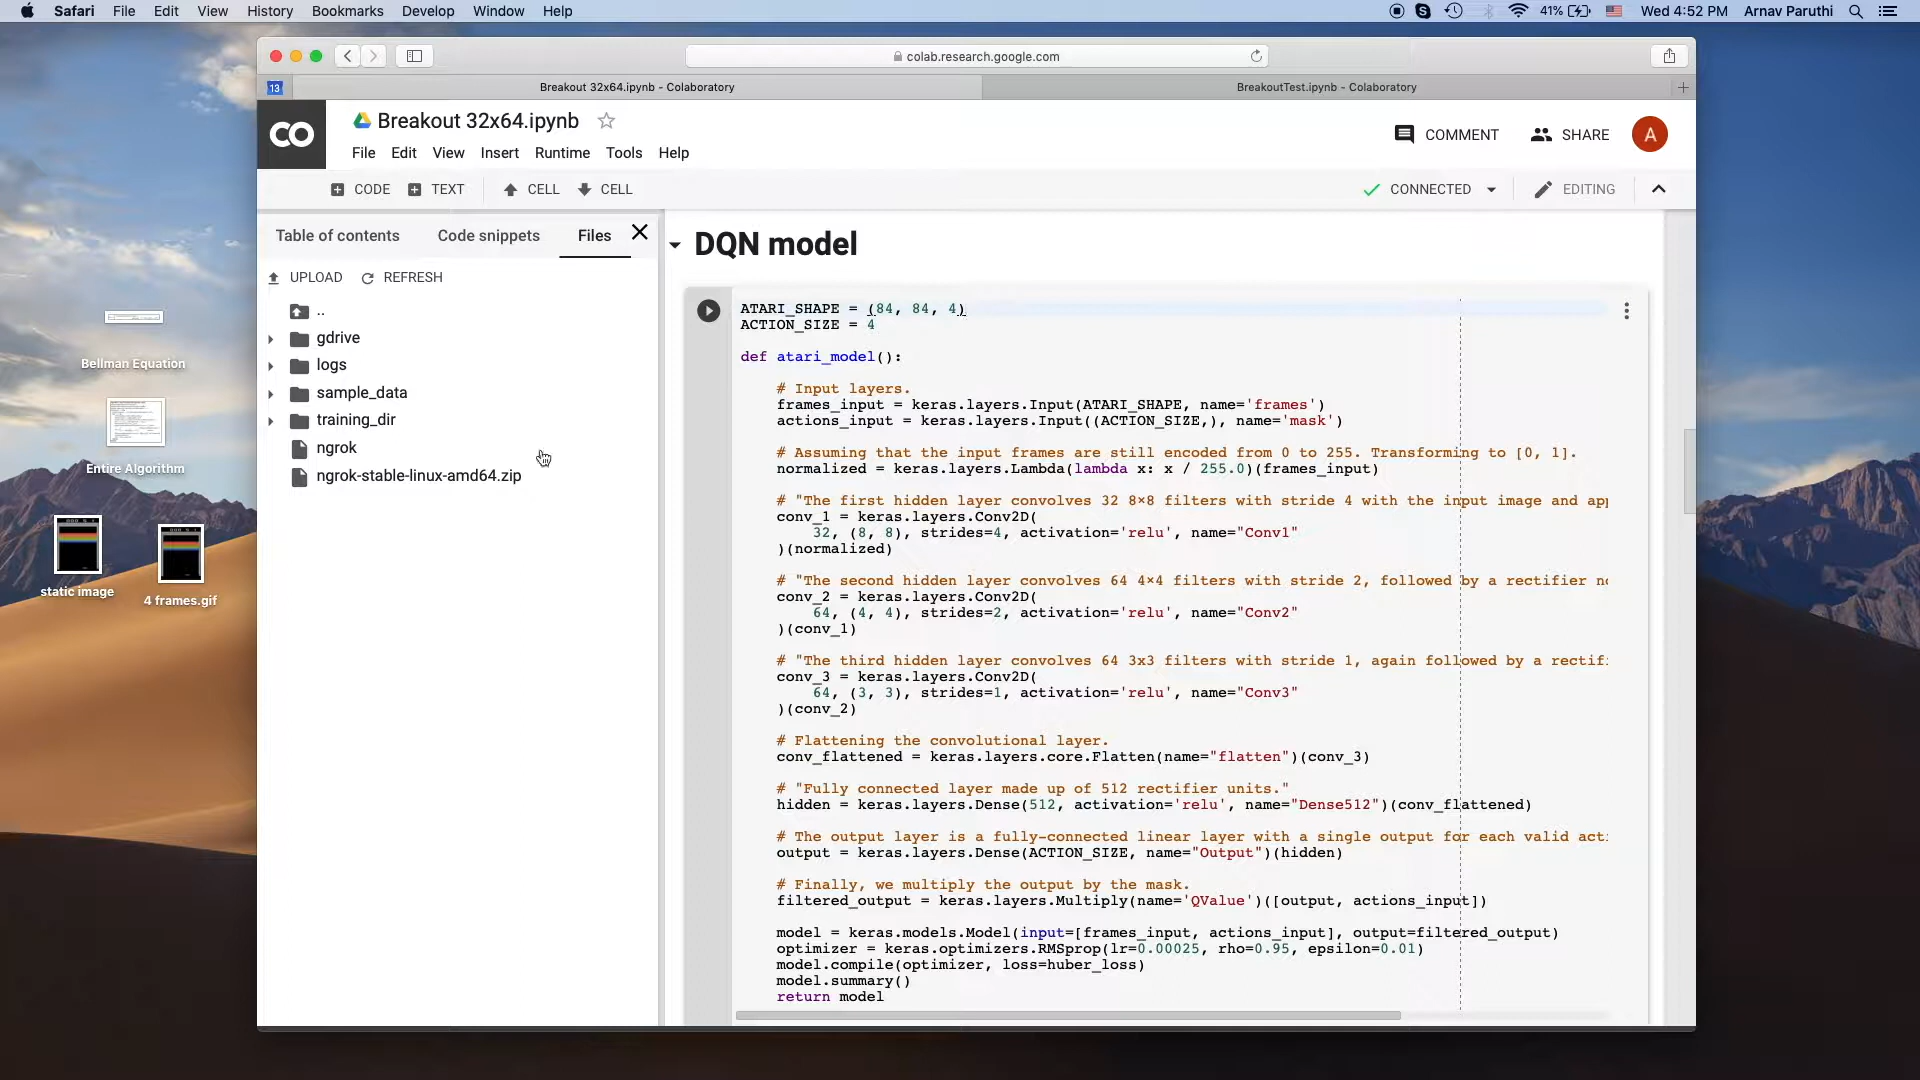 Safari File Edit View History Bookmarks Develop Window Help
41% Wed 4:52 PM Arnav Paruthi
colab.research.google.com
13 Breakout 32x64.ipynb - Colaboratory
BreakoutTest.ipynb - Colaboratory
CO
Breakout 32x64.ipynb
COMMENT SHARE A
File Edit View Insert Runtime Tools Help
CODE TEXT CELL CELL
CONNECTED EDITING
Table of contents Code snippets Files
UPLOAD REFRESH
..
gdrive
logs
sample_data
training_dir
ngrok
ngrok-stable-linux-amd64.zip
Bellman Equation
Entire Algorithm
static image
4 frames.gif
DQN model
ATARI_SHAPE = (84, 84, 4)
ACTION_SIZE = 4
def atari_model():
# Input layers.
frames_input = keras.layers.Input(ATARI_SHAPE, name='frames')
actions_input = keras.layers.Input((ACTION_SIZE,), name='mask')
# Assuming that the input frames are still encoded from 0 to 255. Transforming to [0, 1].
normalized = keras.layers.Lambda(lambda x: x / 255.0)(frames_input)
# "The first hidden layer convolves 32 8×8 filters with stride 4 with the input image and app
conv_1 = keras.layers.Conv2D(
32, (8, 8), strides=4, activation='relu', name="Conv1"
)(normalized)
# "The second hidden layer convolves 64 4×4 filters with stride 2, followed by a rectifier no
conv_2 = keras.layers.Conv2D(
64, (4, 4), strides=2, activation='relu', name="Conv2"
)(conv_1)
# "The third hidden layer convolves 64 3x3 filters with stride 1, again followed by a rectif
conv_3 = keras.layers.Conv2D(
64, (3, 3), strides=1, activation='relu', name="Conv3"
)(conv_2)
# Flattening the convolutional layer.
conv_flattened = keras.layers.core.Flatten(name="flatten")(conv_3)
# "Fully connected layer made up of 512 rectifier units."
hidden = keras.layers.Dense(512, activation='relu', name="Dense512")(conv_flattened)
# The output layer is a fully-connected linear layer with a single output for each valid act
output = keras.layers.Dense(ACTION_SIZE, name="Output")(hidden)
# Finally, we multiply the output by the mask.
filtered_output = keras.layers.Multiply(name='QValue')([output, actions_input])
model = keras.models.Model(input=[frames_input, actions_input], output=filtered_output)
optimizer = keras.optimizers.RMSprop(lr=0.00025, rho=0.95, epsilon=0.01)
model.compile(optimizer, loss=huber_loss)
model.summary()
return model